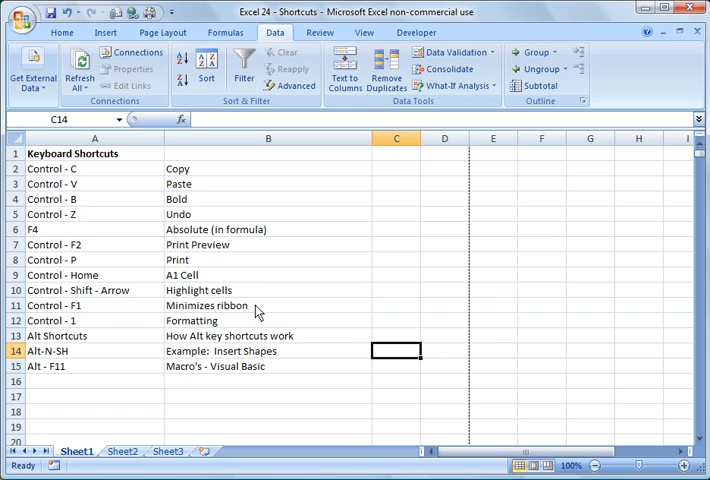 Excel 24 - Shortcuts - Microsoft Excel non-commercial use
Home Insert Page Layout Formulas Data Review View Developer
Get External Data
Refresh All
Connections
Properties
Edit Links
Connections
A Z
Z A
Sort
Filter
Clear
Reapply
Advanced
Sort & Filter
Text to Columns
Remove Duplicates
Data Validation
Consolidate
What-If Analysis
Data Tools
Group
Ungroup
Subtotal
Outline
C14 fx
A B C D E F G H I
1 Keyboard Shortcuts
2 Control - C Copy
3 Control - V Paste
4 Control - B Bold
5 Control - Z Undo
6 F4 Absolute (in formula)
7 Control - F2 Print Preview
8 Control - P Print
9 Control - Home A1 Cell
10 Control - Shift - Arrow Highlight cells
11 Control - F1 Minimizes ribbon
12 Control - 1 Formatting
13 Alt Shortcuts How Alt key shortcuts work
14 Alt-N-SH Example: Insert Shapes
15 Alt - F11 Macro's - Visual Basic
16
17
18
19
20
Sheet1 Sheet2 Sheet3
Ready 100%